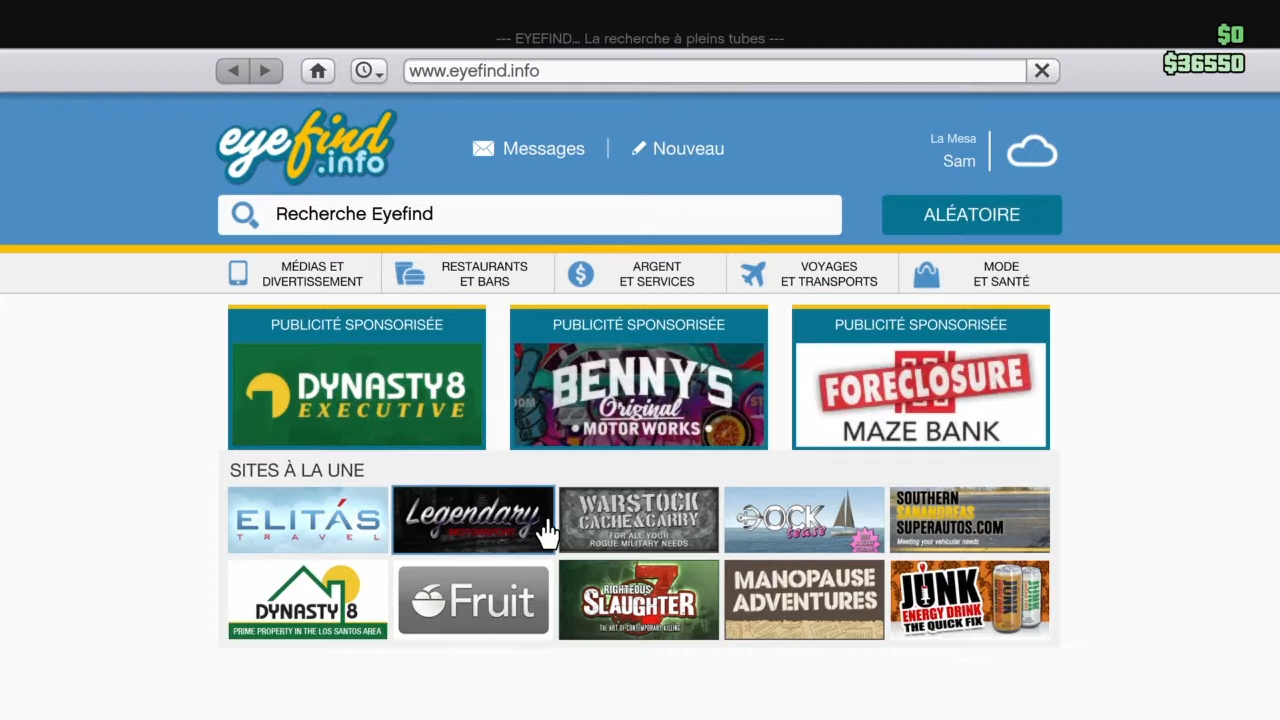 --- EYEFIND... La recherche à pleins tubes ---
$0
$36550
www.eyefind.info
eyefind
.info
Messages
Nouveau
La Mesa
Sam
Recherche Eyefind
ALÉATOIRE
MÉDIAS ET
DIVERTISSEMENT
RESTAURANTS
ET BARS
ARGENT
ET SERVICES
VOYAGES
ET TRANSPORTS
MODE
ET SANTÉ
PUBLICITÉ SPONSORISÉE
DYNASTY8
EXECUTIVE
PUBLICITÉ SPONSORISÉE
BENNY'S
Original
MOTOR WORKS
PUBLICITÉ SPONSORISÉE
FORECLOSURE
MAZE BANK
SITES À LA UNE
ELITÁS
TRAVEL
Legendary
WARSTOCK
CACHE&CARRY
FOR ALL YOUR
ROGUE MILITARY NEEDS
DOCK
tease
SOUTHERN
SANANDREAS
SUPERAUTOS.COM
Meeting your vehicular needs
DYNASTY 8
PRIME PROPERTY IN THE LOS SANTOS AREA
Fruit
RIGHTEOUS
SLAUGHTER
7
THE ART OF CONTEMPORARY KILLING
MANOPAUSE
ADVENTURES
JUNK
ENERGY DRINK
THE QUICK FIX